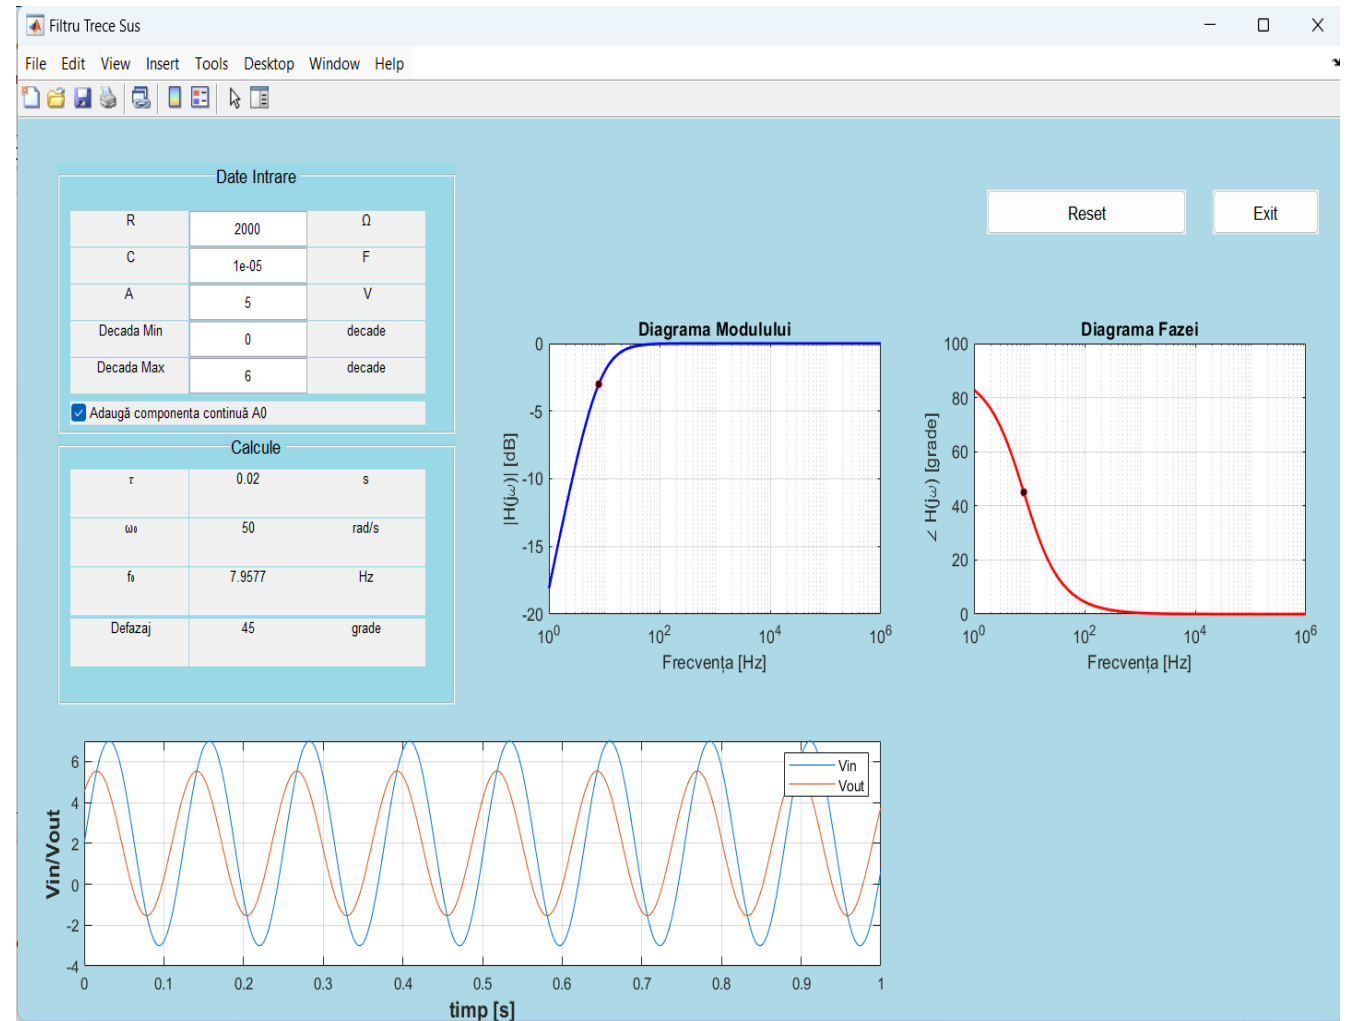 Filtru Trece Sus
File Edit View Insert Tools Desktop Window Help
Date Intrare
R 2000 Ω
C 1e-05 F
A 5 V
Decada Min 0 decade
Decada Max 6 decade
Adaugă componenta continuă A0
Calcule
τ 0.02 s
ω₀ 50 rad/s
f₀ 7.9577 Hz
Defazaj 45 grade
Reset
Exit
Diagrama Modulului
|H(jω)| [dB]
0
-5
-10
-15
-20
10⁰ 10² 10⁴ 10⁶
Frecvența [Hz]
Diagrama Fazei
∠ H(jω) [grade]
100
80
60
40
20
0
10⁰ 10² 10⁴ 10⁶
Frecvența [Hz]
Vin/Vout
6
4
2
0
-2
-4
0 0.1 0.2 0.3 0.4 0.5 0.6 0.7 0.8 0.9 1
timp [s]
Vin
Vout